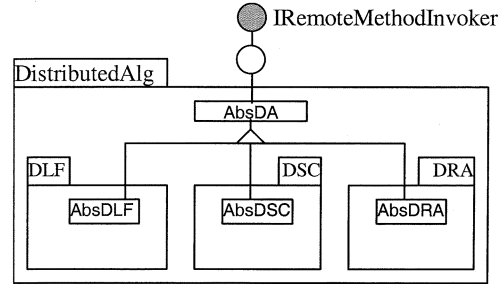 IRemoteMethodInvoker
DistributedAlg
AbsDA
DLF
DSC
DRA
AbsDLF
AbsDSC
AbsDRA